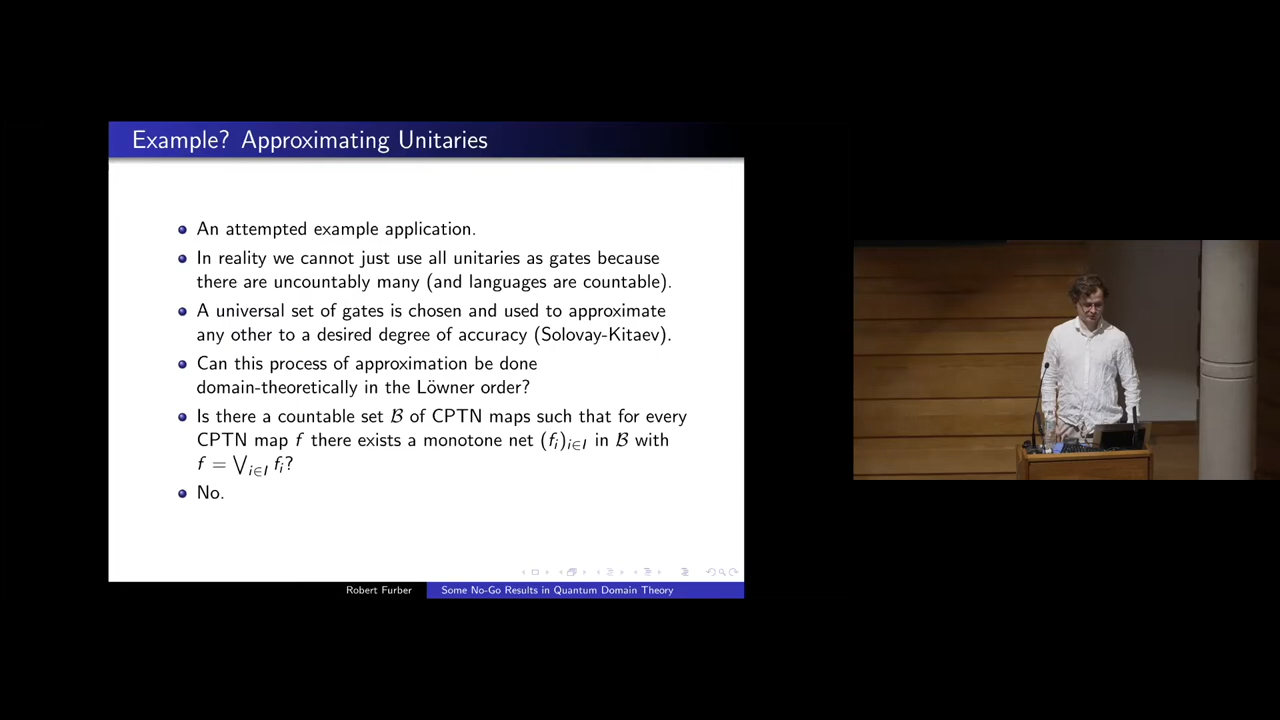 Example? Approximating Unitaries
An attempted example application.
In reality we cannot just use all unitaries as gates because
there are uncountably many (and languages are countable).
A universal set of gates is chosen and used to approximate
any other to a desired degree of accuracy (Solovay-Kitaev).
Can this process of approximation be done
domain-theoretically in the Löwner order?
Is there a countable set ℬ of CPTN maps such that for every
CPTN map f there exists a monotone net (fᵢ)ᵢ∈I in ℬ with
f = ⋁ᵢ∈I fᵢ?
No.
Robert Furber
Some No-Go Results in Quantum Domain Theory